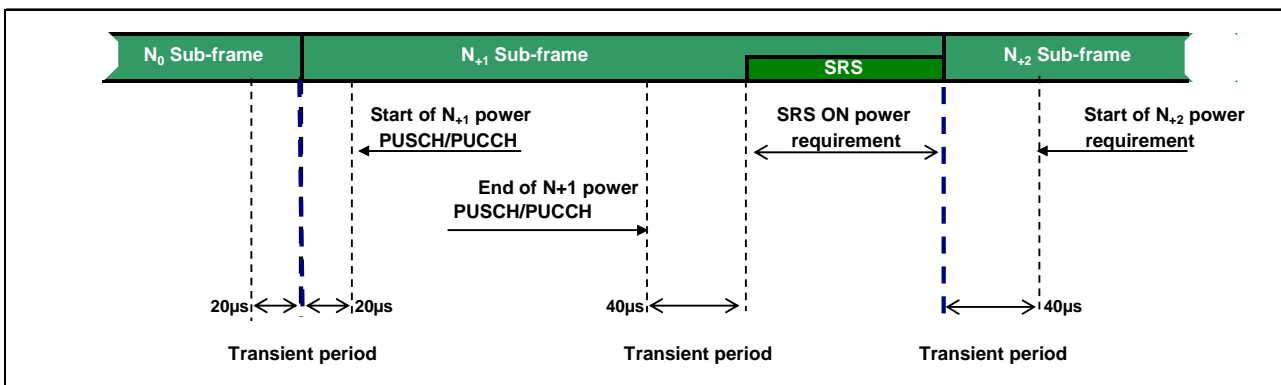 N₀ Sub-frame
N₊₁ Sub-frame
SRS
N₊₂ Sub-frame
Start of N₊₁ power
PUSCH/PUCCH
SRS ON power
requirement
Start of N₊₂ power
requirement
End of N+1 power
PUSCH/PUCCH
20µs
20µs
40µs
40µs
Transient period
Transient period
Transient period